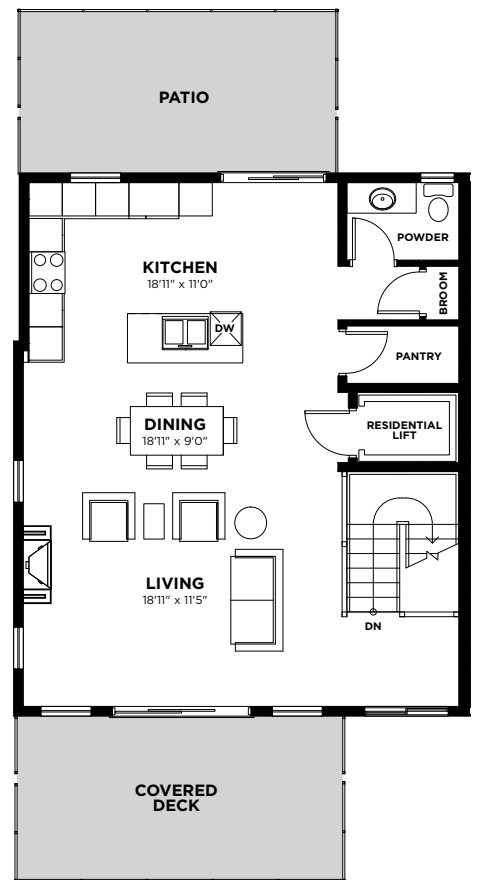 PATIO
POWDER
KITCHEN
18'11" x 11'0"
BROOM
DW
PANTRY
DINING
18'11" x 9'0"
RESIDENTIAL
LIFT
LIVING
18'11" x 11'5"
DN
COVERED
DECK